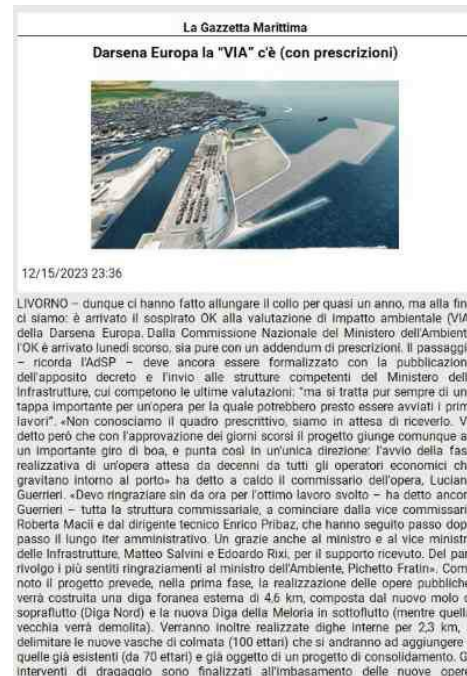 La Gazzetta Marittima
Darsena Europa la “VIA” c'è (con prescrizioni)
12/15/2023 23:36
LIVORNO – dunque ci hanno fatto allungare il collo per quasi un anno, ma alla fin
ci siamo: è arrivato il sospirato OK alla valutazione di impatto ambientale (VIA
della Darsena Europa. Dalla Commissione Nazionale del Ministero dell'Ambient
l'OK è arrivato lunedì scorso, sia pure con un addendum di prescrizioni. Il passaggi
– ricorda l'AdSP – deve ancora essere formalizzato con la pubblicazion
dell'apposito decreto e l'invio alle strutture competenti del Ministero dell
Infrastrutture, cui competono le ultime valutazioni: “ma si tratta pur sempre di un
tappa importante per un'opera per la quale potrebbero presto essere avviati i prim
lavori”. «Non conosciamo il quadro prescrittivo, siamo in attesa di riceverlo. V
detto però che con l'approvazione dei giorni scorsi il progetto giunge comunque a
un importante giro di boa, e punta così in un'unica direzione: l'avvio della fas
realizzativa di un'opera attesa da decenni da tutti gli operatori economici ch
gravitano intorno al porto» ha detto a caldo il commissario dell'opera, Lucian
Guerrieri. «Devo ringraziare sin da ora per l'ottimo lavoro svolto – ha detto ancor
Guerrieri – tutta la struttura commissariale, a cominciare dalla vice commissari
Roberta Macii e dal dirigente tecnico Enrico Pribaz, che hanno seguito passo dop
passo il lungo iter amministrativo. Un grazie anche al ministro e al vice ministr
delle Infrastrutture, Matteo Salvini e Edoardo Rixi, per il supporto ricevuto. Del par
rivolgo i più sentiti ringraziamenti al ministro dell'Ambiente, Pichetto Fratin». Com
noto il progetto prevede, nella prima fase, la realizzazione delle opere pubblich
verrà costruita una diga foranea esterna di 4,6 km, composta dal nuovo molo 
sopraflutto (Diga Nord) e la nuova Diga della Meloria in sottoflutto (mentre quell
vecchia verrà demolita). Verranno inoltre realizzate dighe interne per 2,3 km,
delimitare le nuove vasche di colmata (100 ettari) che si andranno ad aggiungere
quelle già esistenti (da 70 ettari) e già oggetto di un progetto di consolidamento. G
interventi di dragaggio sono finalizzati all'imbasamento delle nuove oper